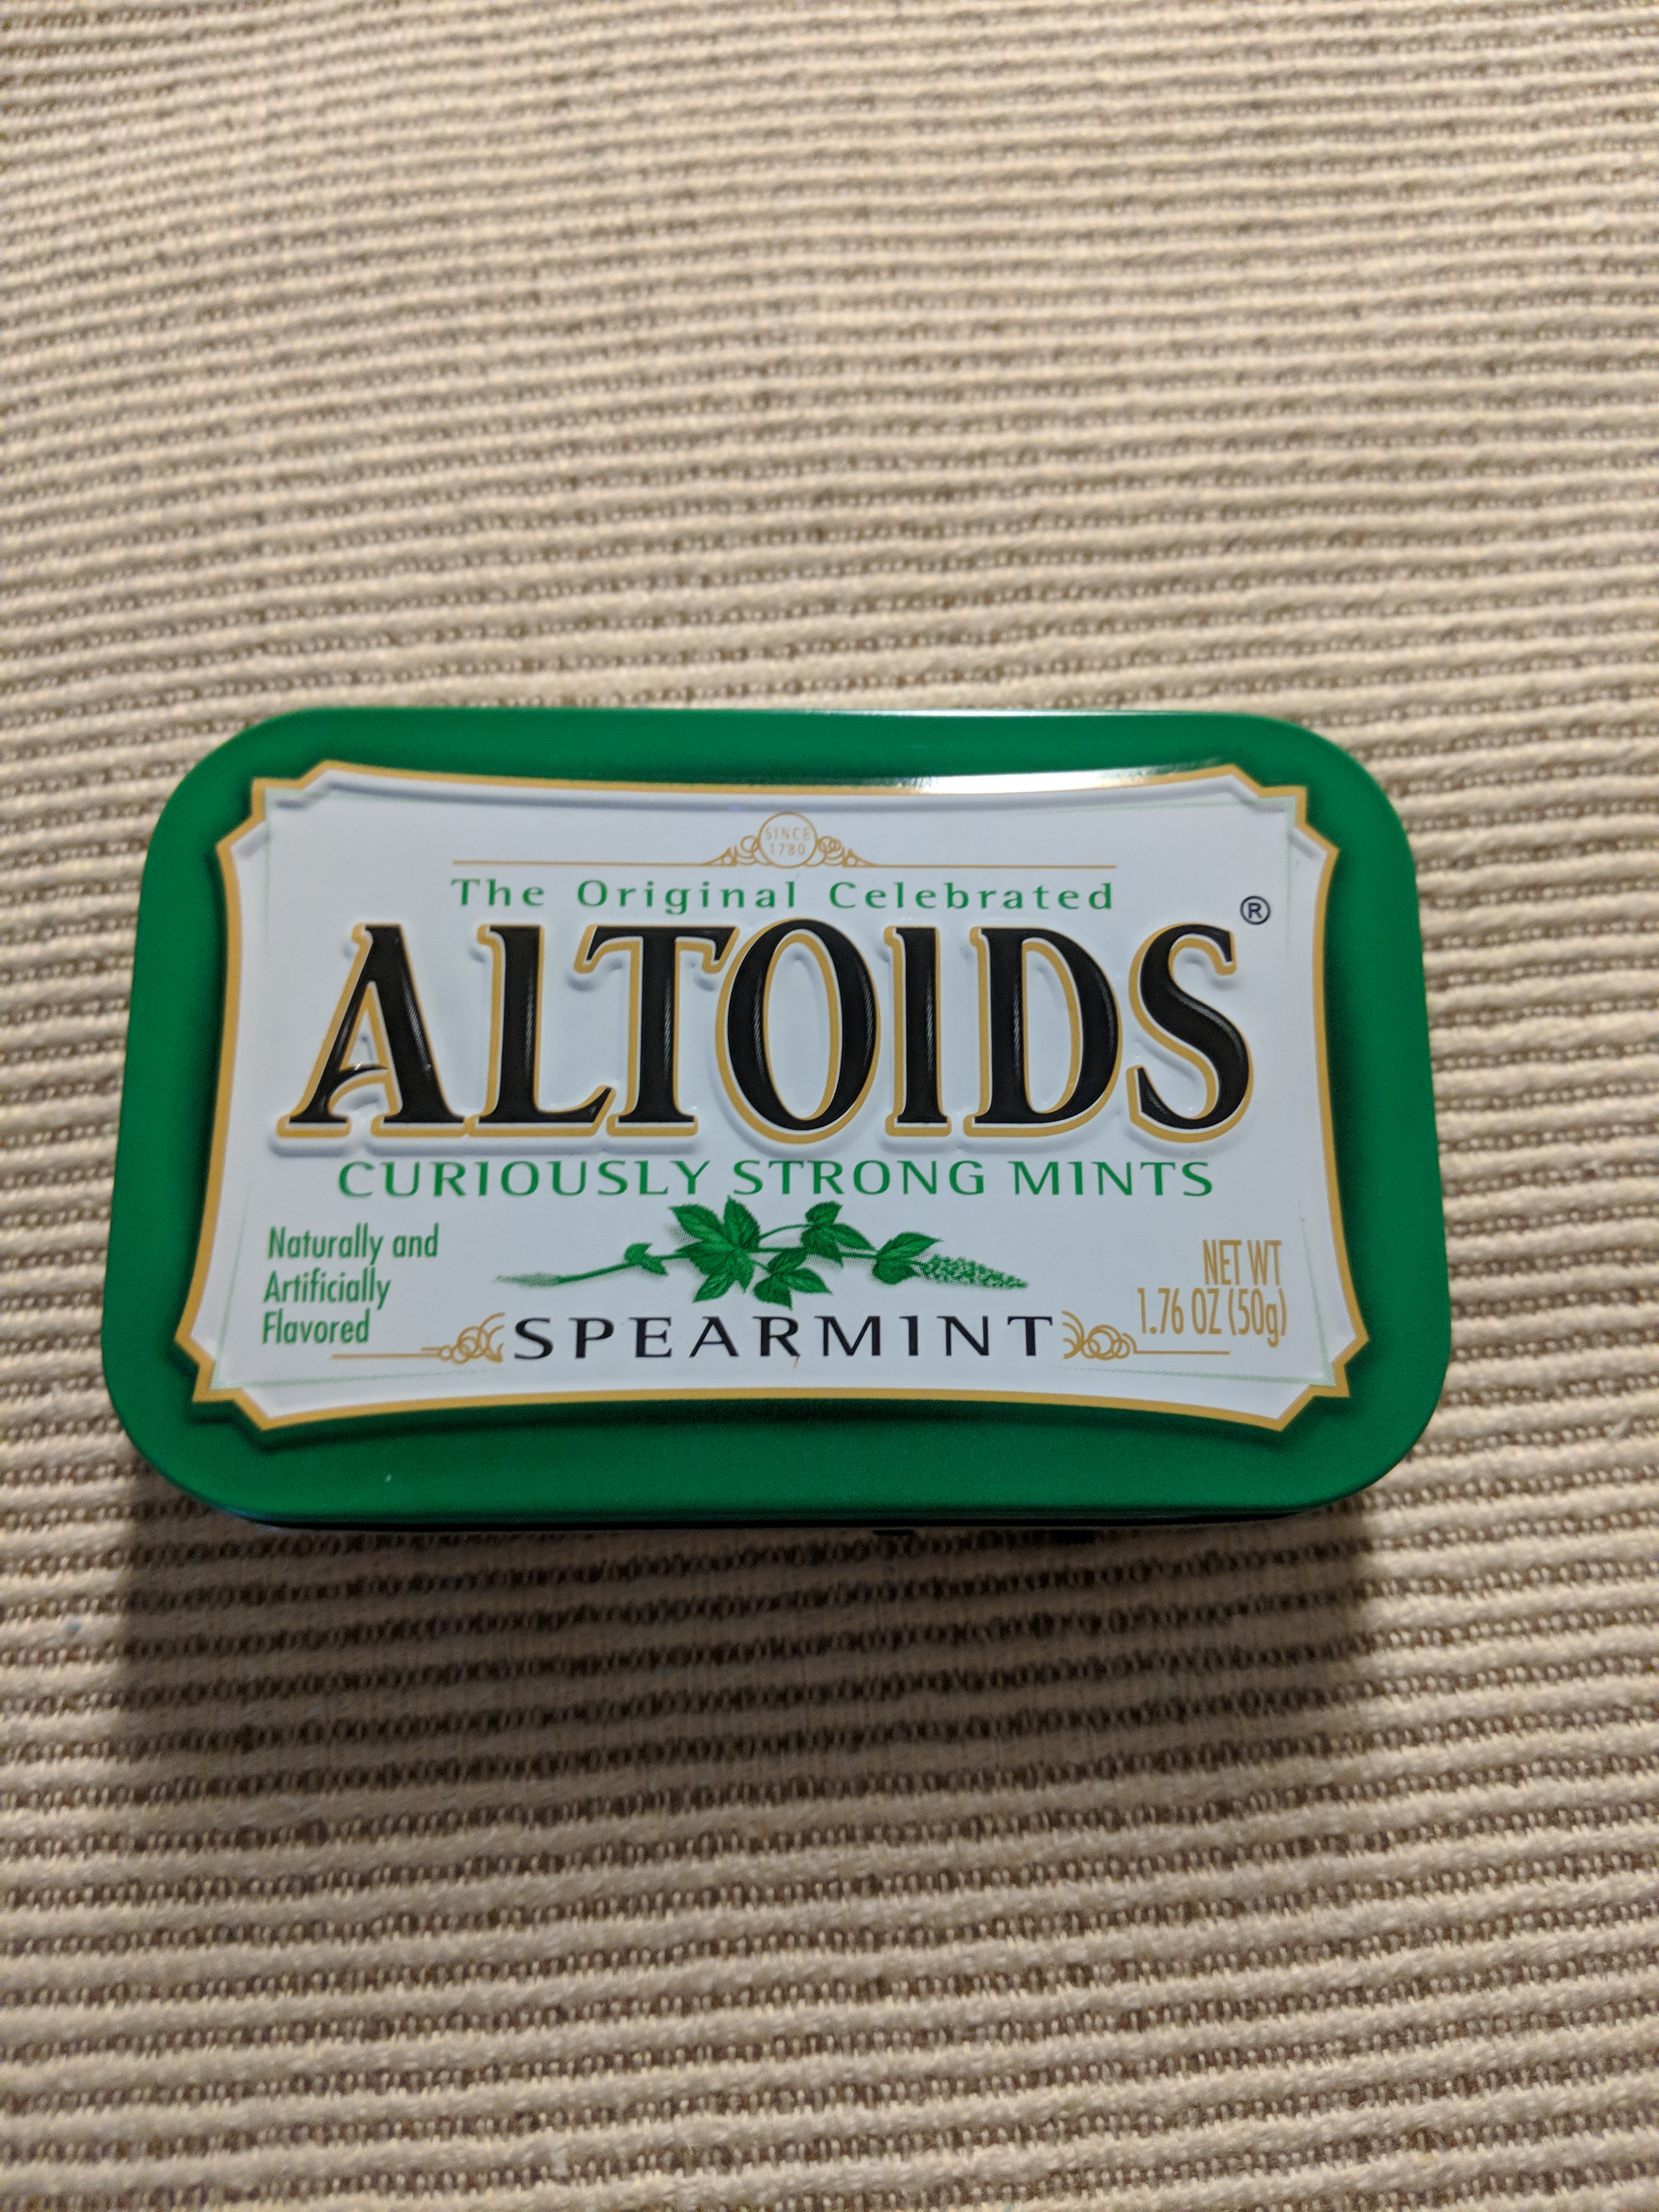 SINCE
1780
The Original Celebrated
ALTOIDS®
CURIOUSLY STRONG MINTS
Naturally and
Artificially
Flavored
SPEARMINT
NET WT
1.76 OZ (50g)